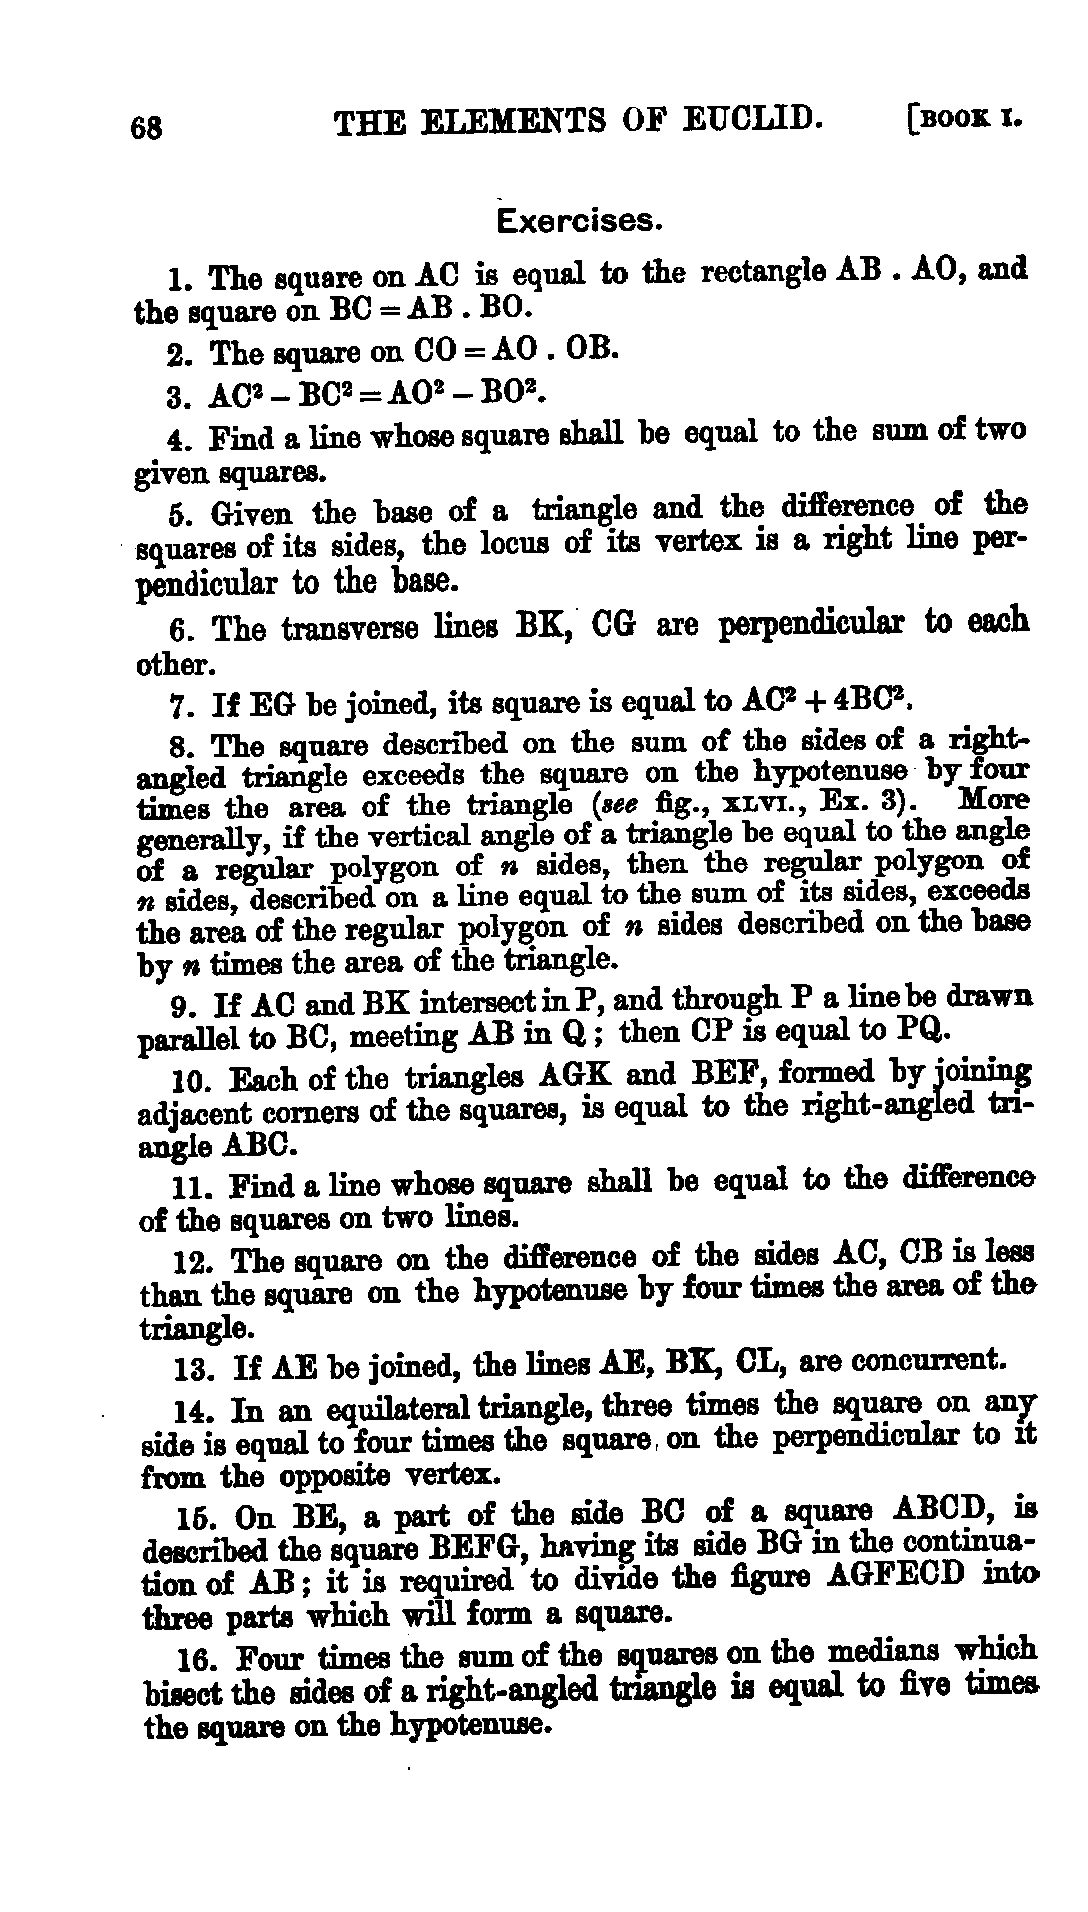 68 THE ELEMENTS OF EUCLID. [BOOK I.
Exercises.
1. The square on AC is equal to the rectangle AB . AO, and
the square on BC = AB . BO.
2. The square on CO = AO . OB.
3. AC² – BC² = AO² – BO².
4. Find a line whose square shall be equal to the sum of two
given squares.
5. Given the base of a triangle and the difference of the
squares of its sides, the locus of its vertex is a right line per-
pendicular to the base.
6. The transverse lines BK, CG are perpendicular to each
other.
7. If EG be joined, its square is equal to AC² + 4BC².
8. The square described on the sum of the sides of a right-
angled triangle exceeds the square on the hypotenuse by four
times the area of the triangle (see fig., XLVI., Ex. 3). More
generally, if the vertical angle of a triangle be equal to the angle
of a regular polygon of n sides, then the regular polygon of
n sides, described on a line equal to the sum of its sides, exceeds
the area of the regular polygon of n sides described on the base
by n times the area of the triangle.
9. If AC and BK intersect in P, and through P a line be drawn
parallel to BC, meeting AB in Q ; then CP is equal to PQ.
10. Each of the triangles AGK and BEF, formed by joining
adjacent corners of the squares, is equal to the right-angled tri-
angle ABC.
11. Find a line whose square shall be equal to the difference
of the squares on two lines.
12. The square on the difference of the sides AC, CB is less
than the square on the hypotenuse by four times the area of the
triangle.
13. If AE be joined, the lines AE, BK, CL, are concurrent.
14. In an equilateral triangle, three times the square on any
side is equal to four times the square on the perpendicular to it
from the opposite vertex.
15. On BE, a part of the side BC of a square ABCD, is
described the square BEFG, having its side BG in the continua-
tion of AB ; it is required to divide the figure AGFECD into
three parts which will form a square.
16. Four times the sum of the squares on the medians which
bisect the sides of a right-angled triangle is equal to five times
the square on the hypotenuse.